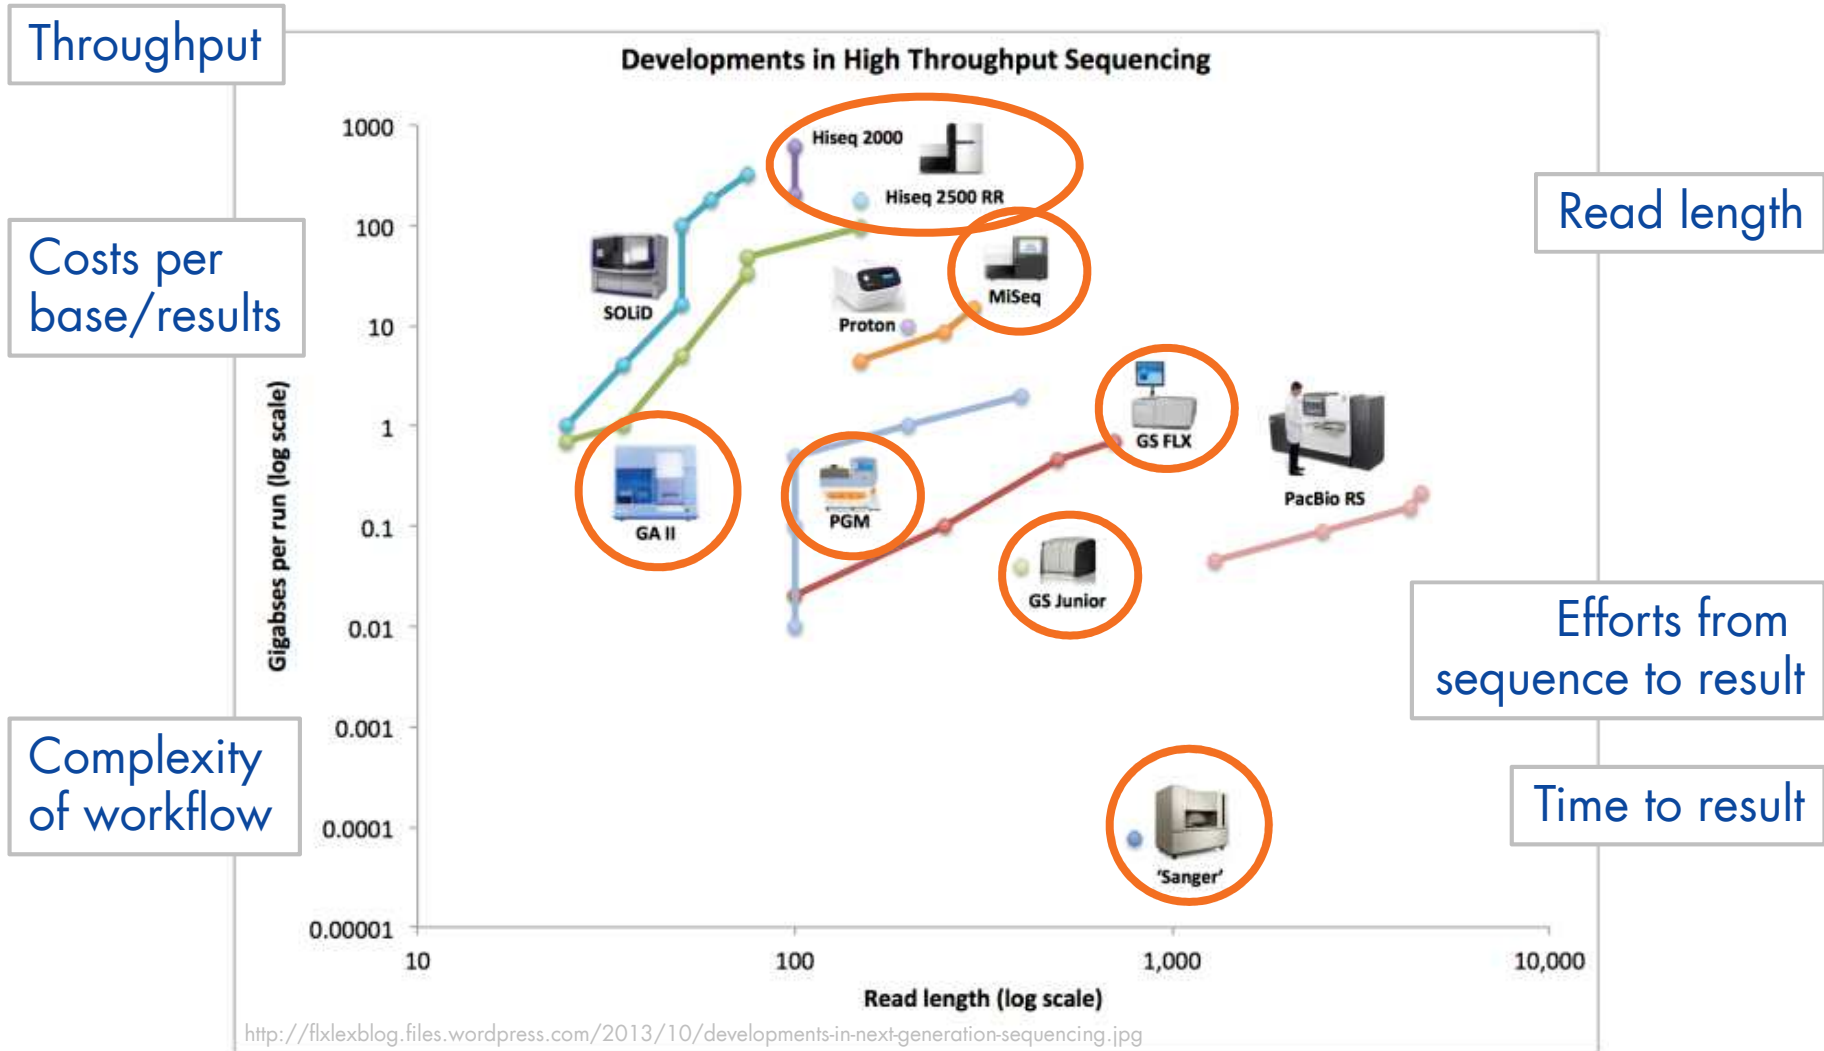 Throughput
Developments in High Throughput Sequencing
1000
Hiseq 2000
Hiseq 2500 RR
Read length
100
Costs per
base/results
SOLiD
MiSeq
Proton
10
GS FLX
1
Gigabses per run (log scale)
PacBio RS
PGM
GA II
0.1
GS Junior
0.01
Efforts from
sequence to result
0.001
Complexity
of workflow
Time to result
0.0001
'Sanger'
0.00001
10
100
1,000
10,000
Read length (log scale)
http://flxlexblog.files.wordpress.com/2013/10/developments-in-next-generation-sequencing.jpg